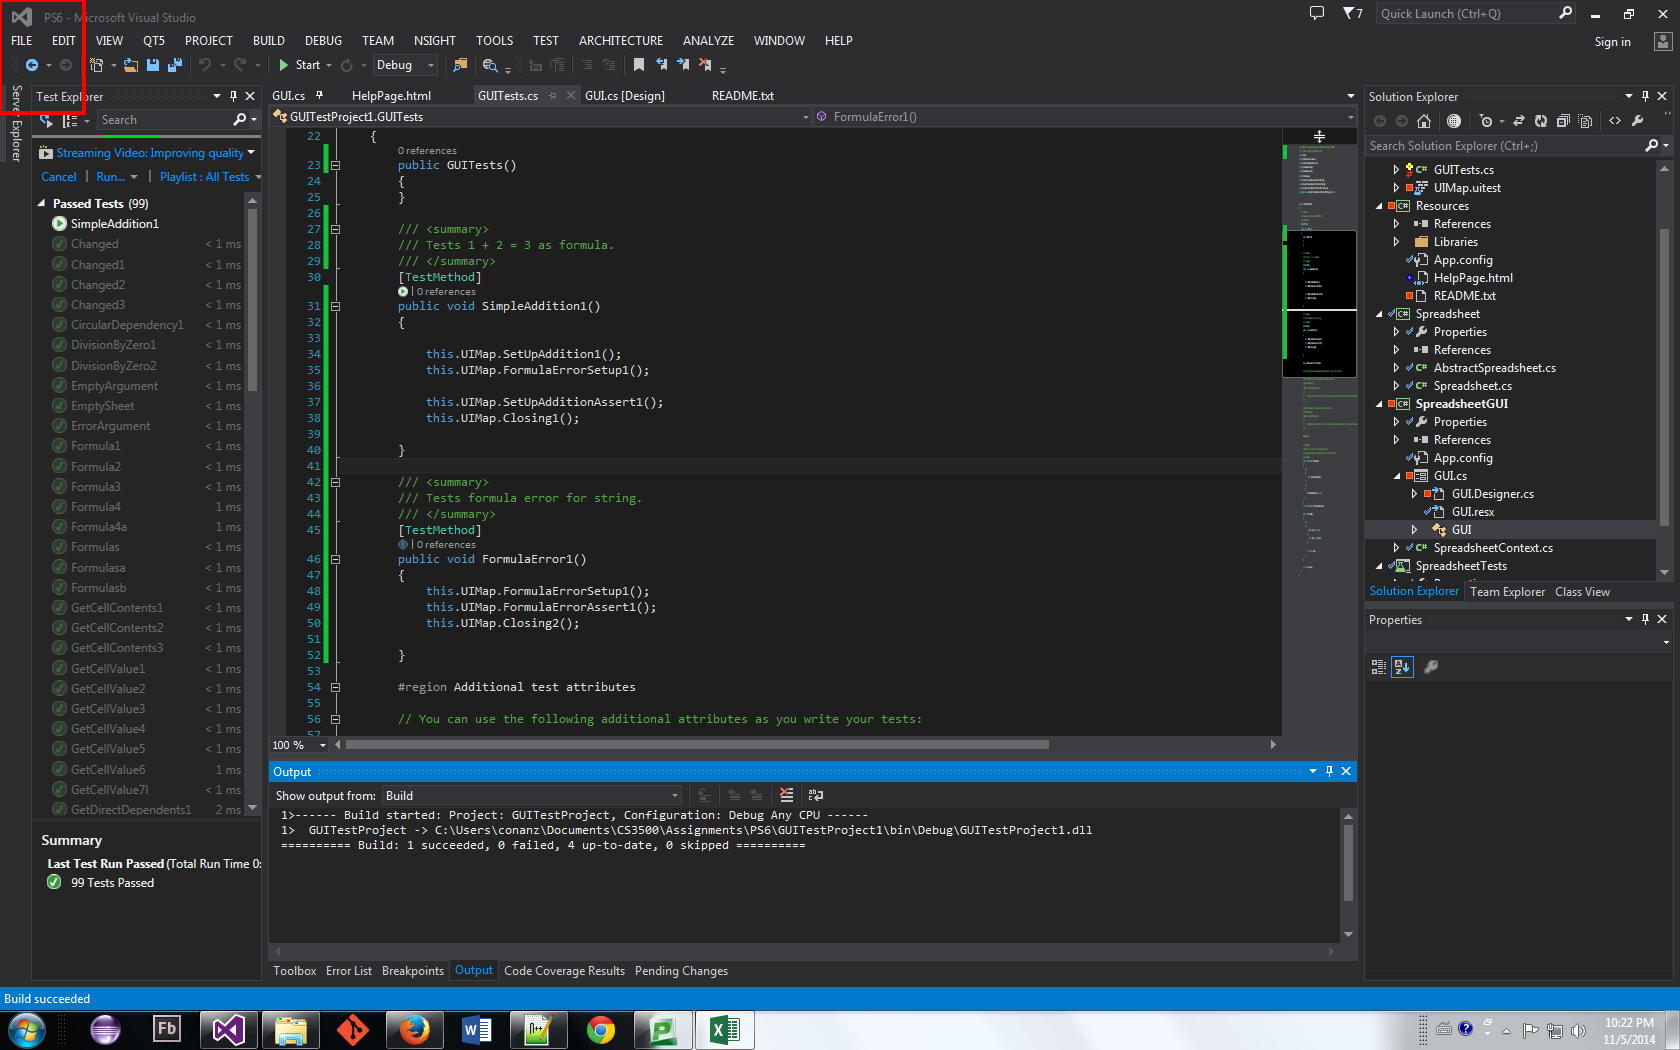 PS6 - Microsoft Visual Studio
7
Quick Launch (Ctrl+Q)
FILE EDIT VIEW QT5 PROJECT BUILD DEBUG TEAM NSIGHT TOOLS TEST ARCHITECTURE ANALYZE WINDOW HELP
Sign in
Start Debug
Server Explorer
Test Explorer
Search
Streaming Video: Improving quality
Cancel | Run... | Playlist : All Tests
Passed Tests (99)
SimpleAddition1
Changed < 1 ms
Changed1 < 1 ms
Changed2 < 1 ms
Changed3 < 1 ms
CircularDependency1 < 1 ms
DivisionByZero1 < 1 ms
DivisionByZero2 < 1 ms
EmptyArgument < 1 ms
EmptySheet < 1 ms
ErrorArgument < 1 ms
Formula1 < 1 ms
Formula2 < 1 ms
Formula3 < 1 ms
Formula4 1 ms
Formula4a < 1 ms
Formulas < 1 ms
Formulasa < 1 ms
Formulasb < 1 ms
GetCellContents1 < 1 ms
GetCellContents2 < 1 ms
GetCellContents3 < 1 ms
GetCellValue1 < 1 ms
GetCellValue2 < 1 ms
GetCellValue3 < 1 ms
GetCellValue4 < 1 ms
GetCellValue5 < 1 ms
GetCellValue6 1 ms
GetCellValue7I < 1 ms
GetDirectDependents1 2 ms
Summary
Last Test Run Passed (Total Run Time 0:
99 Tests Passed
GUI.cs HelpPage.html GUITests.cs GUI.cs [Design] README.txt
GUITestProject1.GUITests FormulaError1()
22 {
0 references
23 public GUITests()
24 {
25 }
26
27 /// <summary>
28 /// Tests 1 + 2 = 3 as formula.
29 /// </summary>
30 [TestMethod]
| 0 references
31 public void SimpleAddition1()
32 {
33
34 this.UIMap.SetUpAddition1();
35 this.UIMap.FormulaErrorSetup1();
36
37 this.UIMap.SetUpAdditionAssert1();
38 this.UIMap.Closing1();
39
40 }
41
42 /// <summary>
43 /// Tests formula error for string.
44 /// </summary>
45 [TestMethod]
| 0 references
46 public void FormulaError1()
47 {
48 this.UIMap.FormulaErrorSetup1();
49 this.UIMap.FormulaErrorAssert1();
50 this.UIMap.Closing2();
51
52 }
53
54 #region Additional test attributes
55
56 // You can use the following additional attributes as you write your tests:
57
100 %
Output
Show output from: Build
1>------ Build started: Project: GUITestProject, Configuration: Debug Any CPU ------
1> GUITestProject -> C:\Users\conanz\Documents\CS3500\Assignments\PS6\GUITestProject1\bin\Debug\GUITestProject1.dll
========== Build: 1 succeeded, 0 failed, 4 up-to-date, 0 skipped ==========
Toolbox Error List Breakpoints Output Code Coverage Results Pending Changes
Solution Explorer
Search Solution Explorer (Ctrl+;)
GUITests.cs
UIMap.uitest
Resources
References
Libraries
App.config
HelpPage.html
README.txt
Spreadsheet
Properties
References
AbstractSpreadsheet.cs
Spreadsheet.cs
SpreadsheetGUI
Properties
References
App.config
GUI.cs
GUI.Designer.cs
GUI.resx
GUI
SpreadsheetContext.cs
SpreadsheetTests
Solution Explorer Team Explorer Class View
Properties
Build succeeded
Fb
10:22 PM
11/5/2014